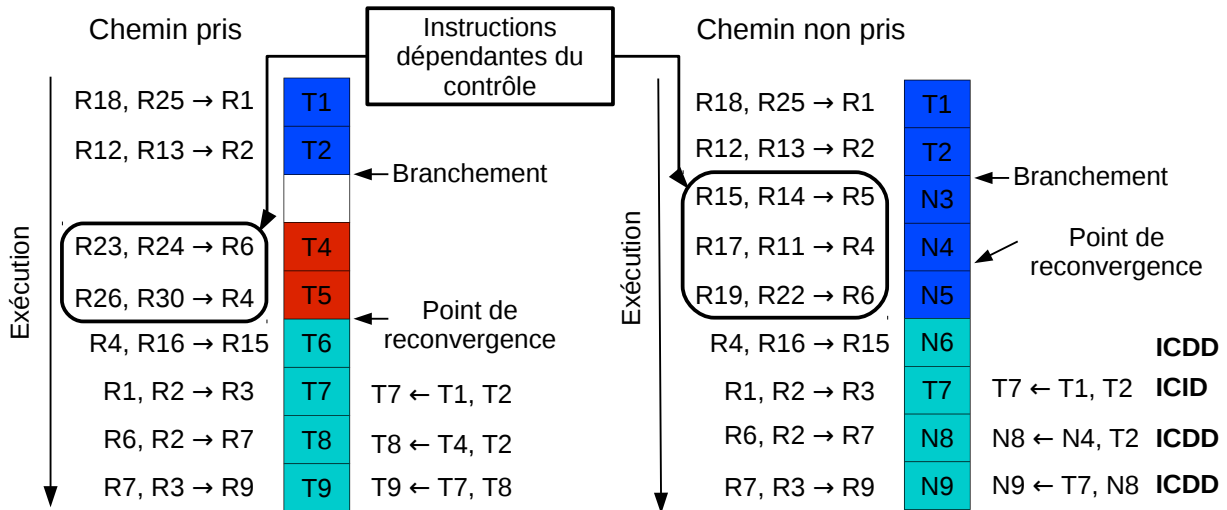 Chemin pris
Instructions
dépendantes du
contrôle
Chemin non pris
Exécution
R18, R25 → R1 T1
R12, R13 → R2 T2
Branchement
R23, R24 → R6 T4
R26, R30 → R4 T5
Point de
reconvergence
R4, R16 → R15 T6
R1, R2 → R3 T7 T7 ← T1, T2
R6, R2 → R7 T8 T8 ← T4, T2
R7, R3 → R9 T9 T9 ← T7, T8
Exécution
R18, R25 → R1 T1
R12, R13 → R2 T2
Branchement
R15, R14 → R5 N3
R17, R11 → R4 N4
Point de
reconvergence
R19, R22 → R6 N5
R4, R16 → R15 N6 ICDD
R1, R2 → R3 T7 T7 ← T1, T2 ICID
R6, R2 → R7 N8 N8 ← N4, T2 ICDD
R7, R3 → R9 N9 N9 ← T7, N8 ICDD